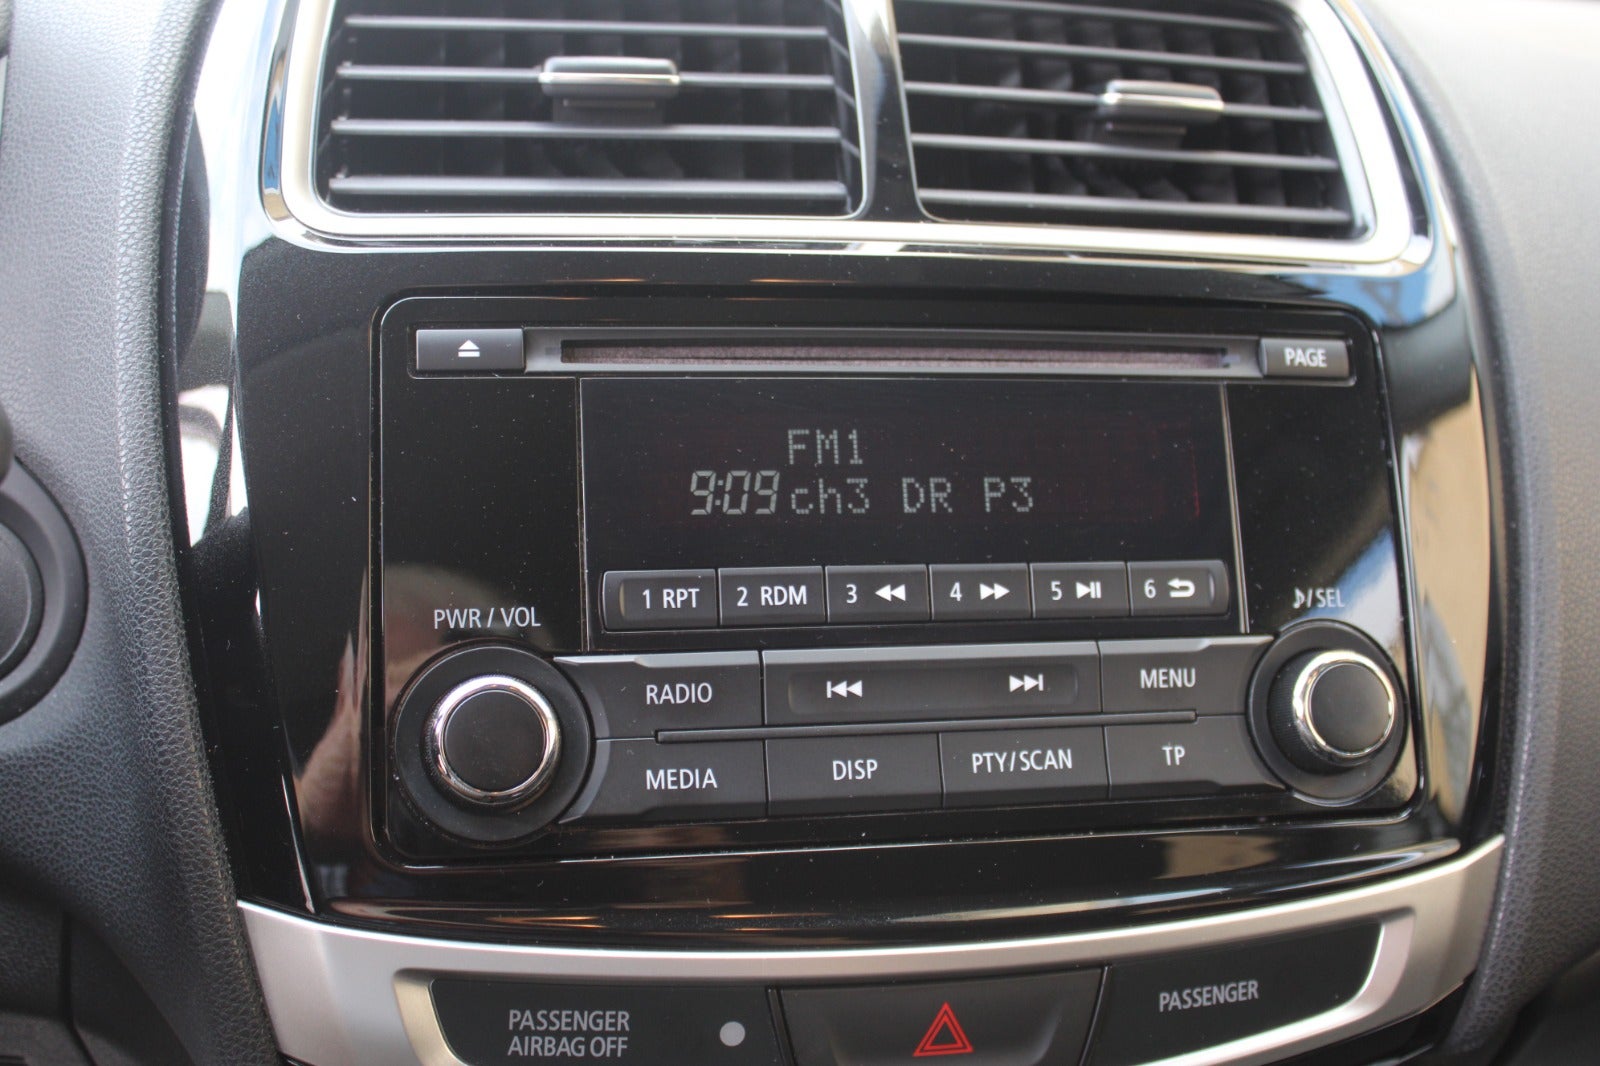 PAGE
FM1
9:09 ch3 DR P3
1 RPT 2 RDM 3 4 5 6
PWR / VOL
♪/SEL
RADIO
MENU
MEDIA
DISP
PTY/SCAN
TP
PASSENGER
AIRBAG OFF
PASSENGER